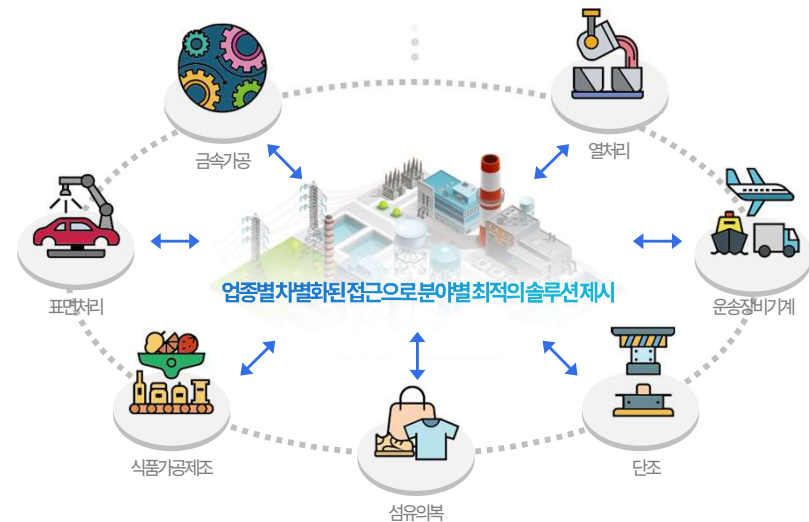 금속가공
열처리
표면처리
운송장비기계
업종별 차별화된 접근으로 분야별 최적의 솔루션 제시
식품가공제조
단조
섬유의복